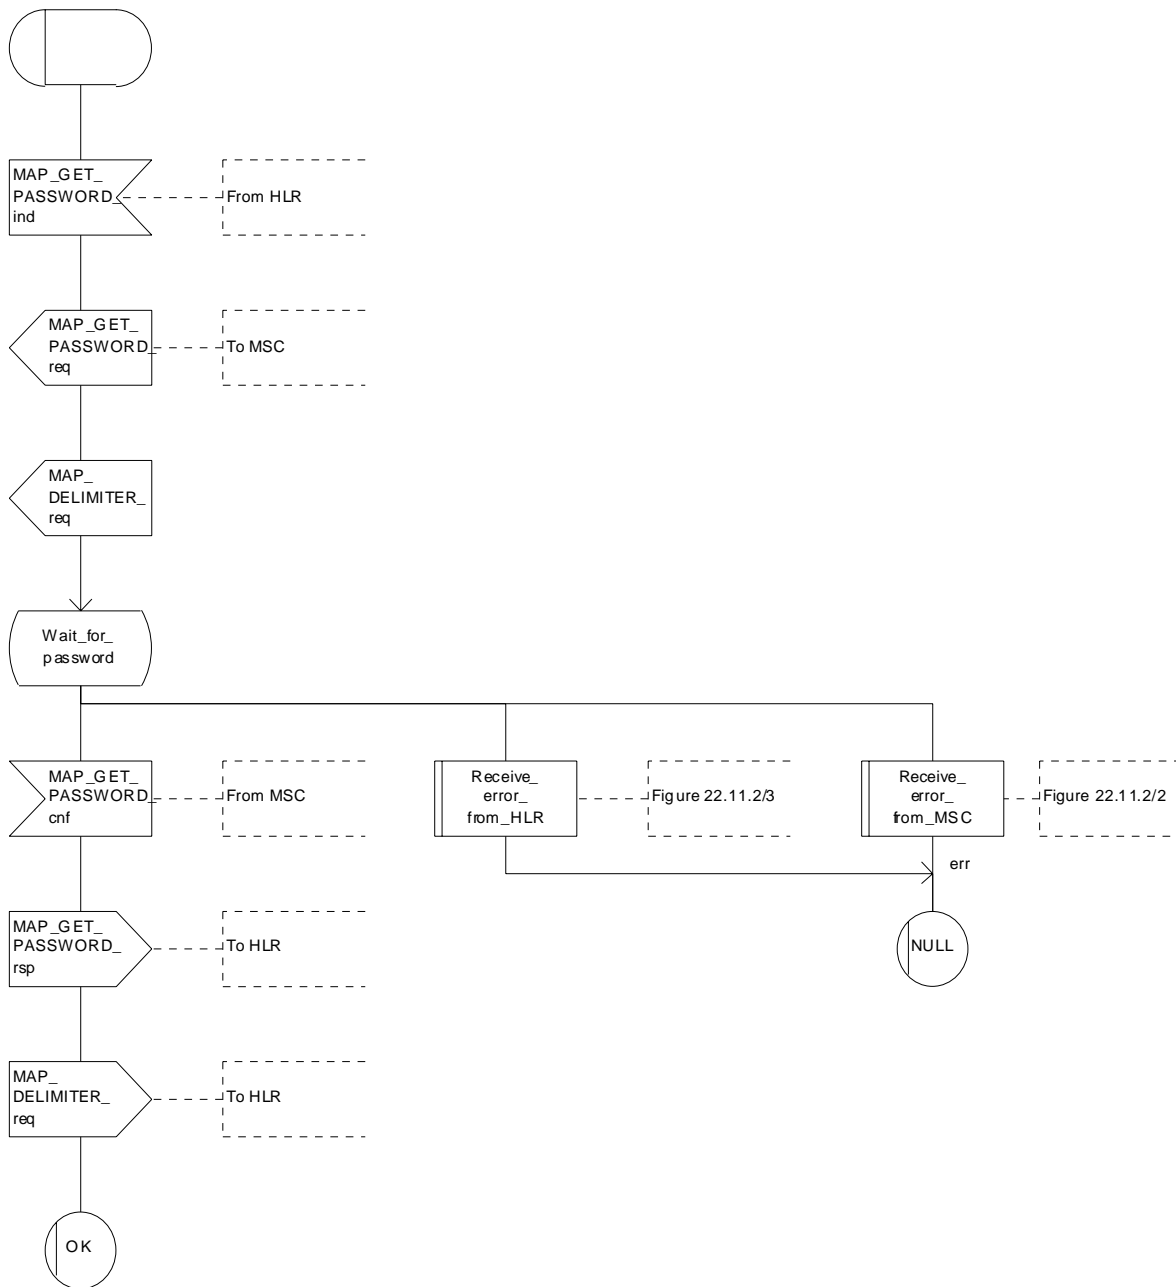 MAP_GET_
PASSWORD_
ind
From HLR
MAP_GET_
PASSWORD_
req
To MSC
MAP_
DELIMITER_
req
Wait_for_
password
MAP_GET_
PASSWORD_
cnf
From MSC
Receive_
error_
from_HLR
Figure 22.11.2/3
Receive_
error_
from_MSC
Figure 22.11.2/2
err
MAP_GET_
PASSWORD_
rsp
To HLR
NULL
MAP_
DELIMITER_
req
To HLR
OK